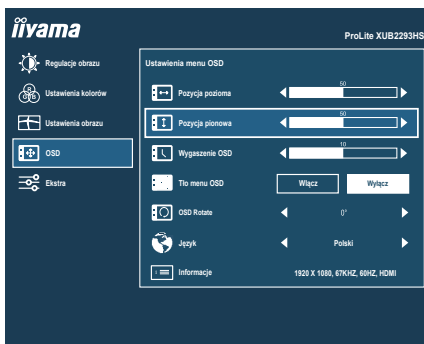 iiyama
ProLite XUB2293HS
Regulacje obrazu
Ustawienia kolorów
Ustawienia obrazu
OSD
Ekstra
Ustawienia menu OSD
Pozycja pozioma 50
Pozycja pionowa 50
Wygaszenie OSD 10
Tło menu OSD Włącz Wyłącz
OSD Rotate 0°
Język Polski
Informacje 1920 X 1080, 67KHZ, 60HZ, HDMI